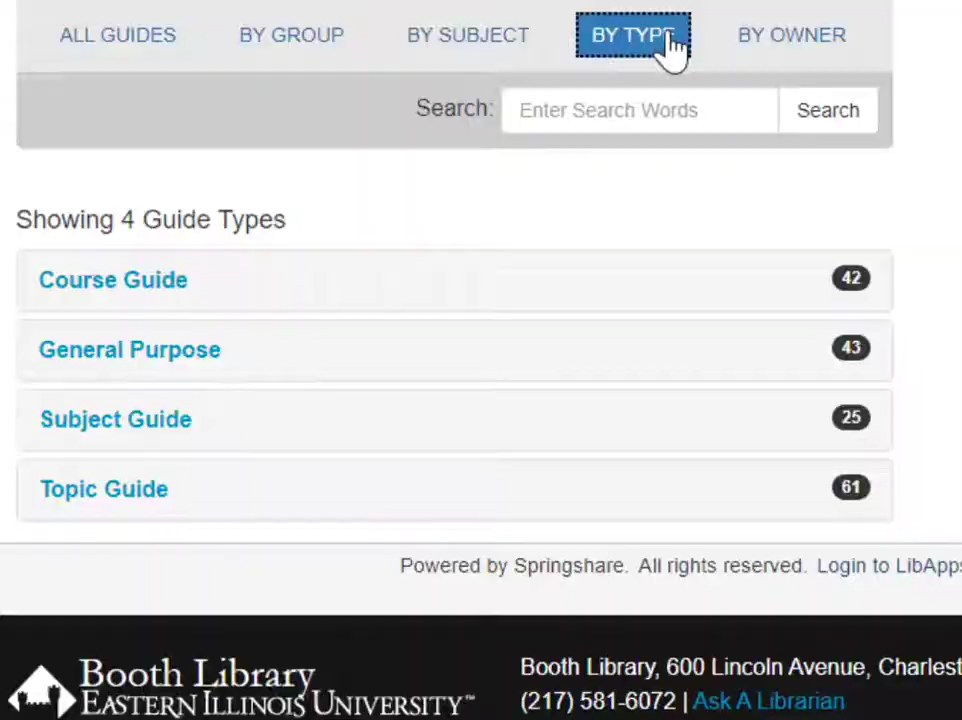 ALL GUIDES BY GROUP BY SUBJECT BY TYPE BY OWNER
Search: Enter Search Words Search
Showing 4 Guide Types
Course Guide 42
General Purpose 43
Subject Guide 25
Topic Guide 61
Powered by Springshare. All rights reserved. Login to LibApps
Booth Library
EASTERN ILLINOIS UNIVERSITY™
Booth Library, 600 Lincoln Avenue, Charlest
(217) 581-6072 | Ask A Librarian